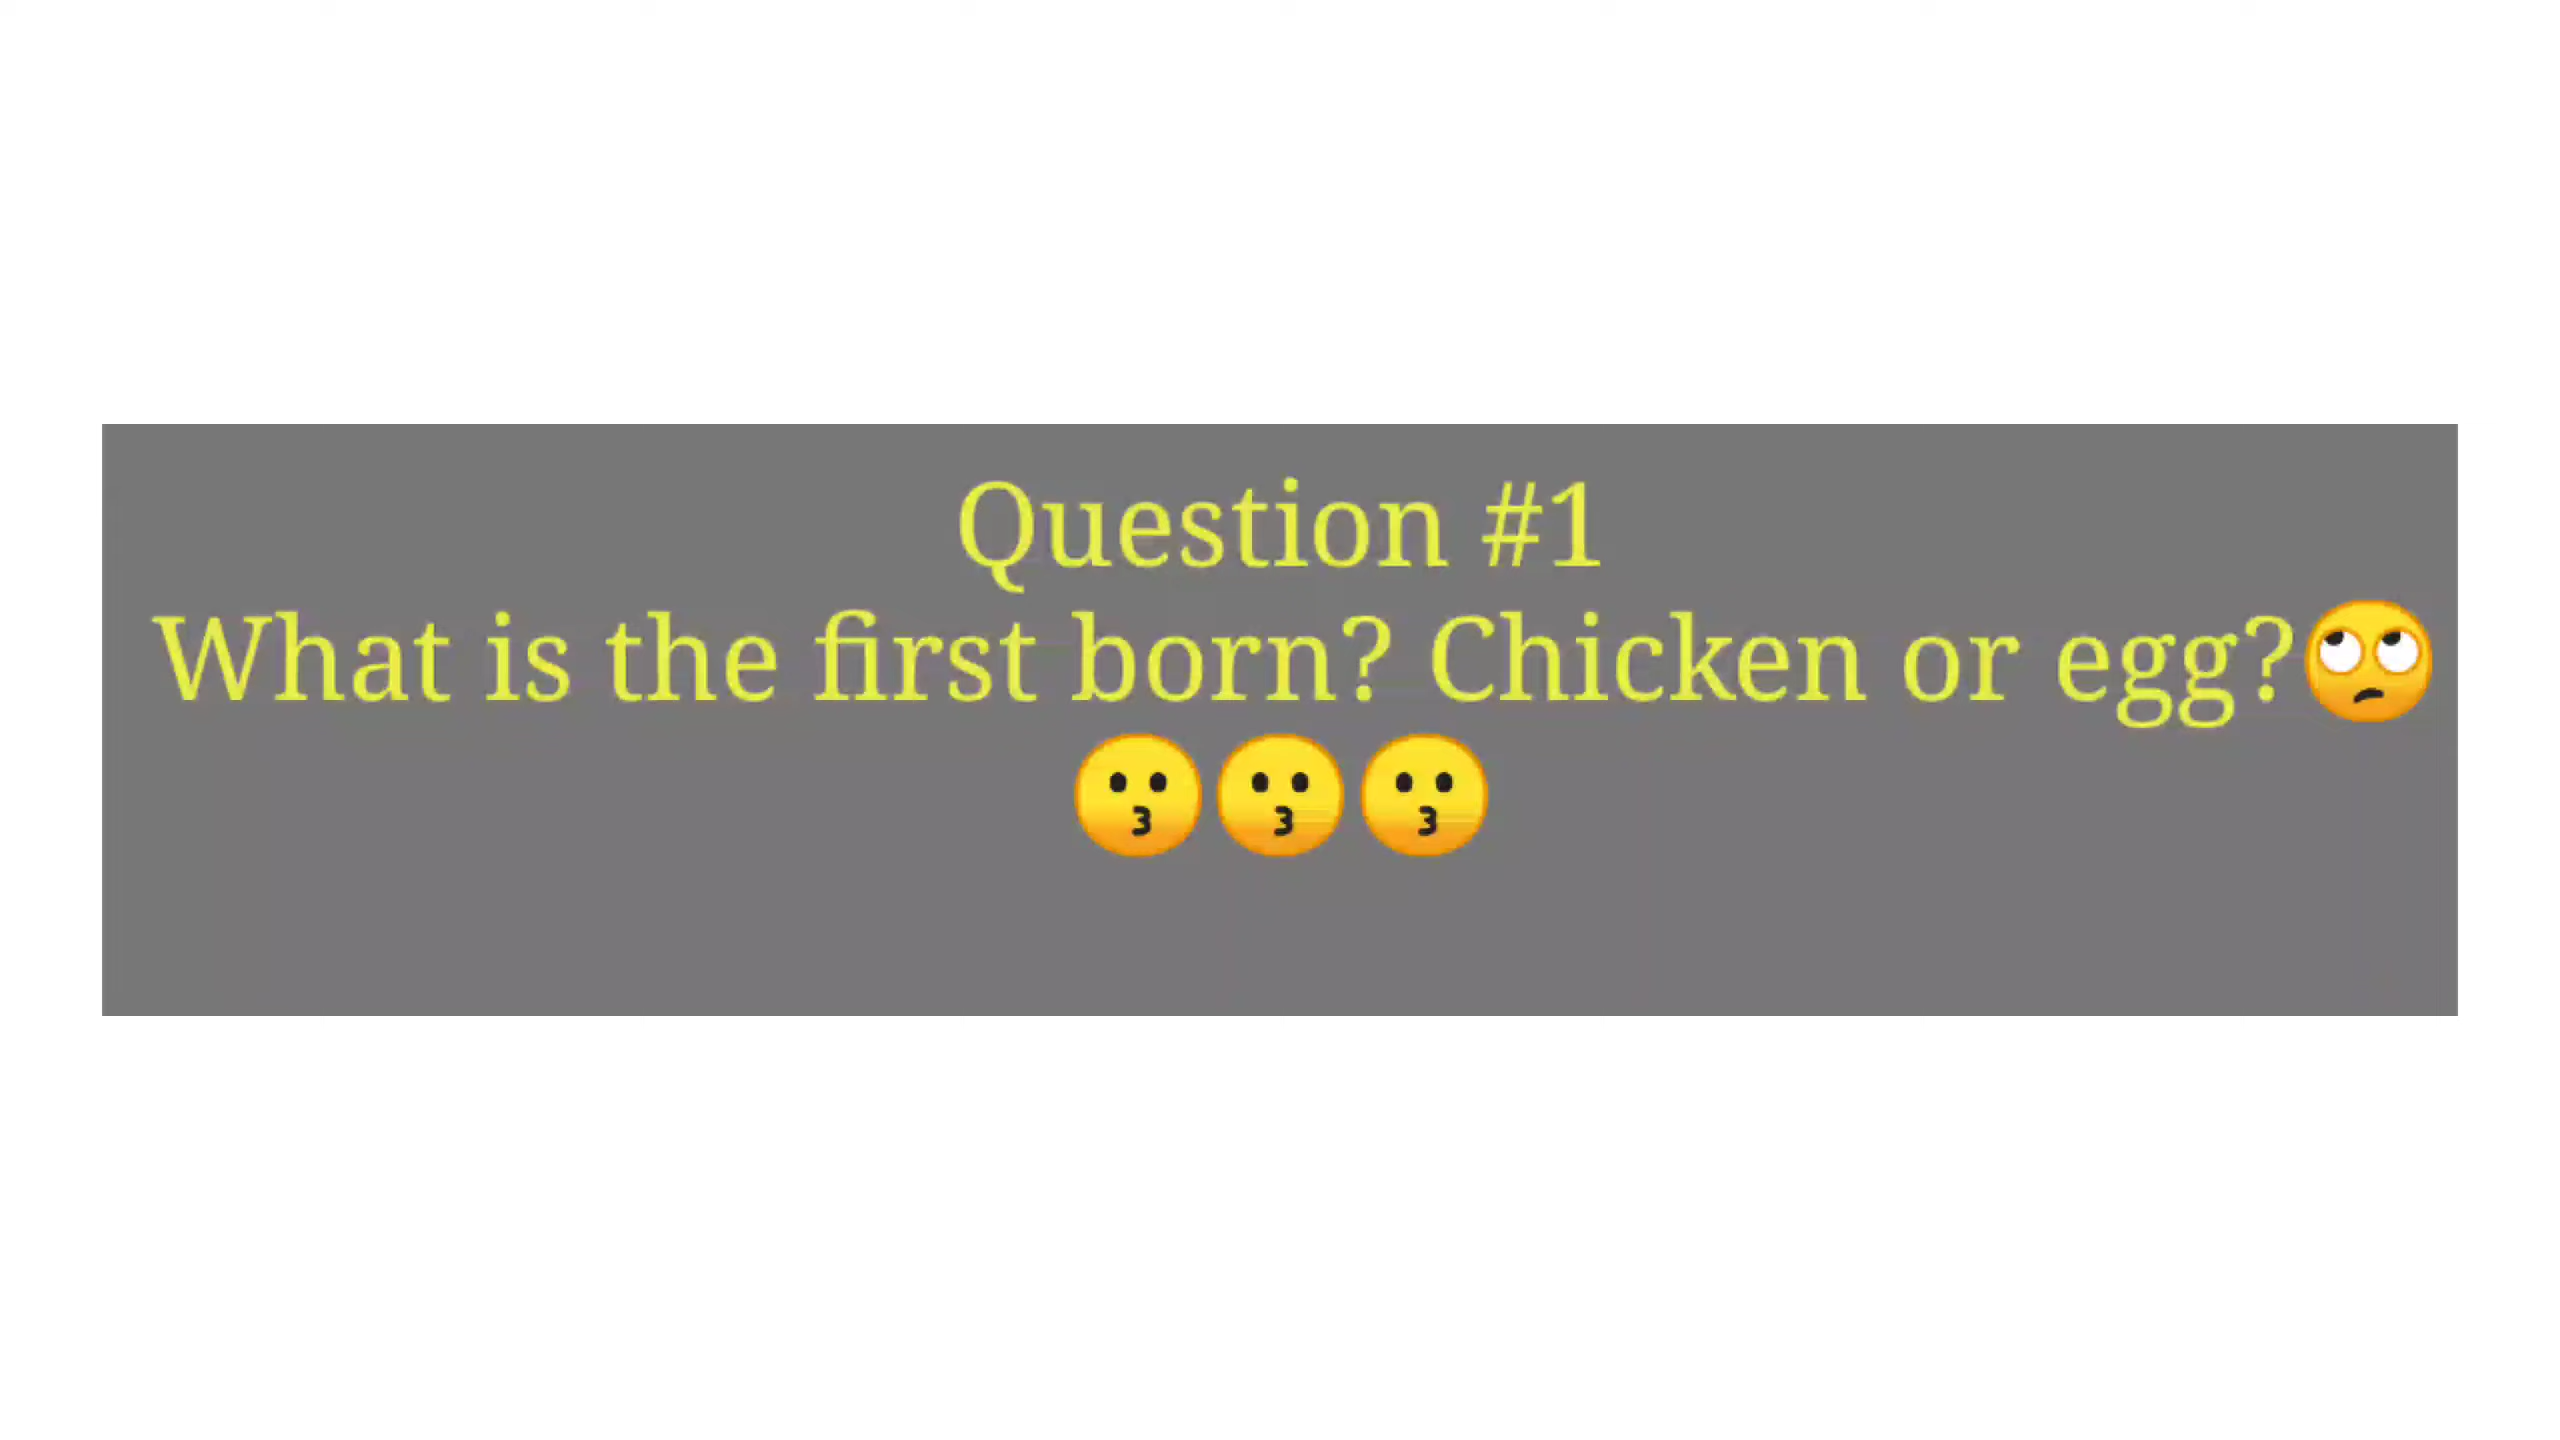 Question #1
What is the first born? Chicken or egg?🙄
😗😗😗